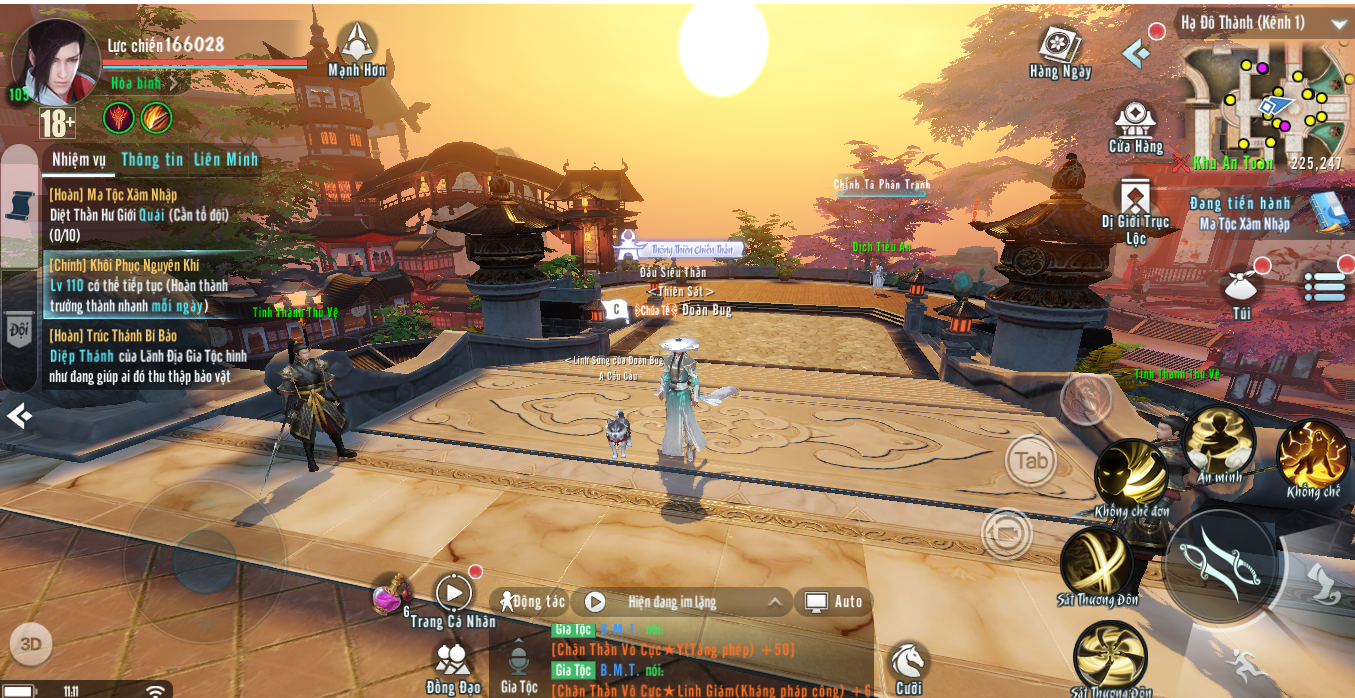 Lực chiến 166028
Mạnh Hơn
Hòa bình
105
18+
Hàng Ngày
Hạ Đô Thành (Kênh 1)
Cửa Hàng
Khu An Toàn
225,247
Nhiệm vụ Thông tin Liên Minh
[Hoàn] Ma Tộc Xâm Nhập
Diệt Thần Hư Giới Quái (Cần tổ đội)
(0/10)
[Chính] Khôi Phục Nguyên Khí
Lv 110 có thể tiếp tục (Hoàn thành
trưởng thành nhanh mỗi ngày)
[Hoàn] Trúc Thánh Bí Bảo
Diệp Thánh của Lãnh Địa Gia Tộc hình
như đang giúp ai đó thu thập bảo vật
Đội
Chính Tà Phân Tranh
Dị Giới Trục
Lộc
Đang tiến hành
Ma Tộc Xâm Nhập
Túi
Thông Thiên Chiến Thần
Đấu Siêu Thần
<Thiên Sát>
C
Chúa Tể Đoàn Bug
<Linh Sủng của Đoàn Bug
A Cẩu Cẩu
Tinh Thành Thủ Vệ
Dịch Tiểu An
Tinh Thành Thủ Vệ
Tab
Ẩn mình
Khống chế
Khống chế đơn
Sát Thương Đơn
Sát Thương Đơn
6
Trang Cá Nhân
Động tác
Hiện đang im lặng
Auto
Gia Tộc B.M.T. nói:
[Chân Thần Vô Cực★Y(Tăng phép) +50]
Gia Tộc B.M.T. nói:
[Chân Thần Vô Cực★Linh Giám(Kháng pháp công) +6
3D
Đồng Đạo
Gia Tộc
Cưỡi
11:11